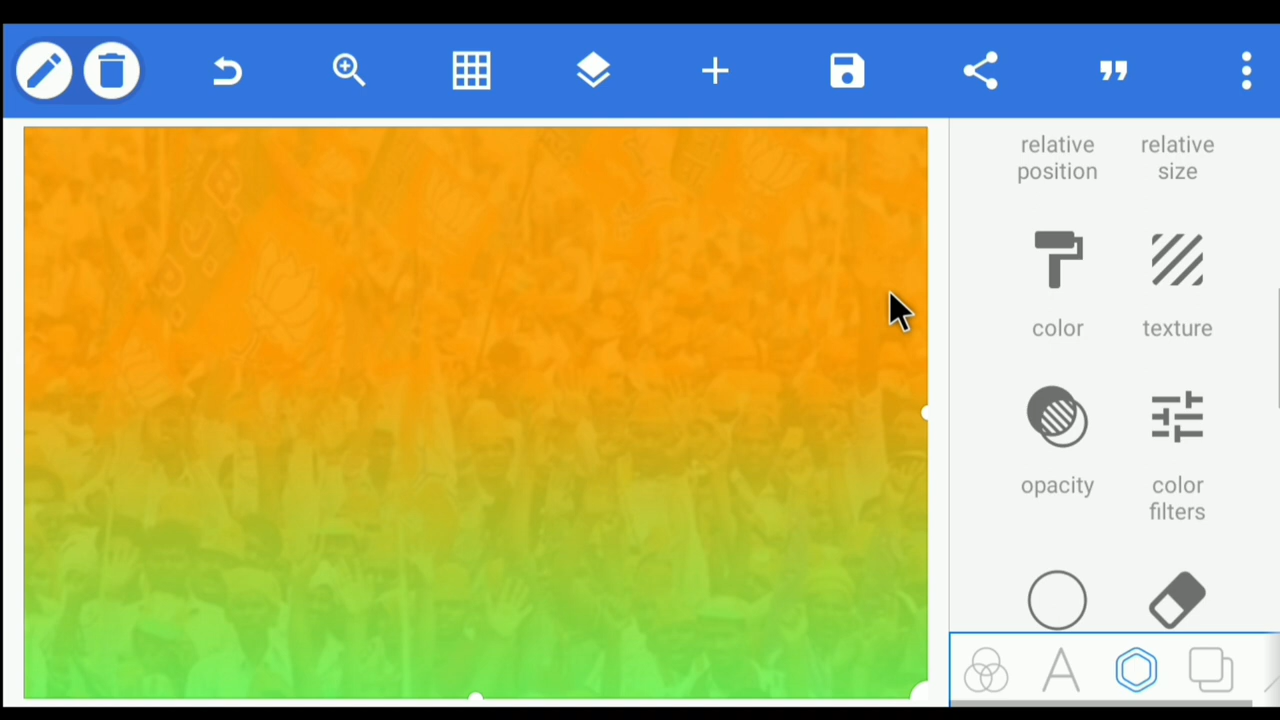 relative
position
relative
size
color
texture
opacity
color
filters